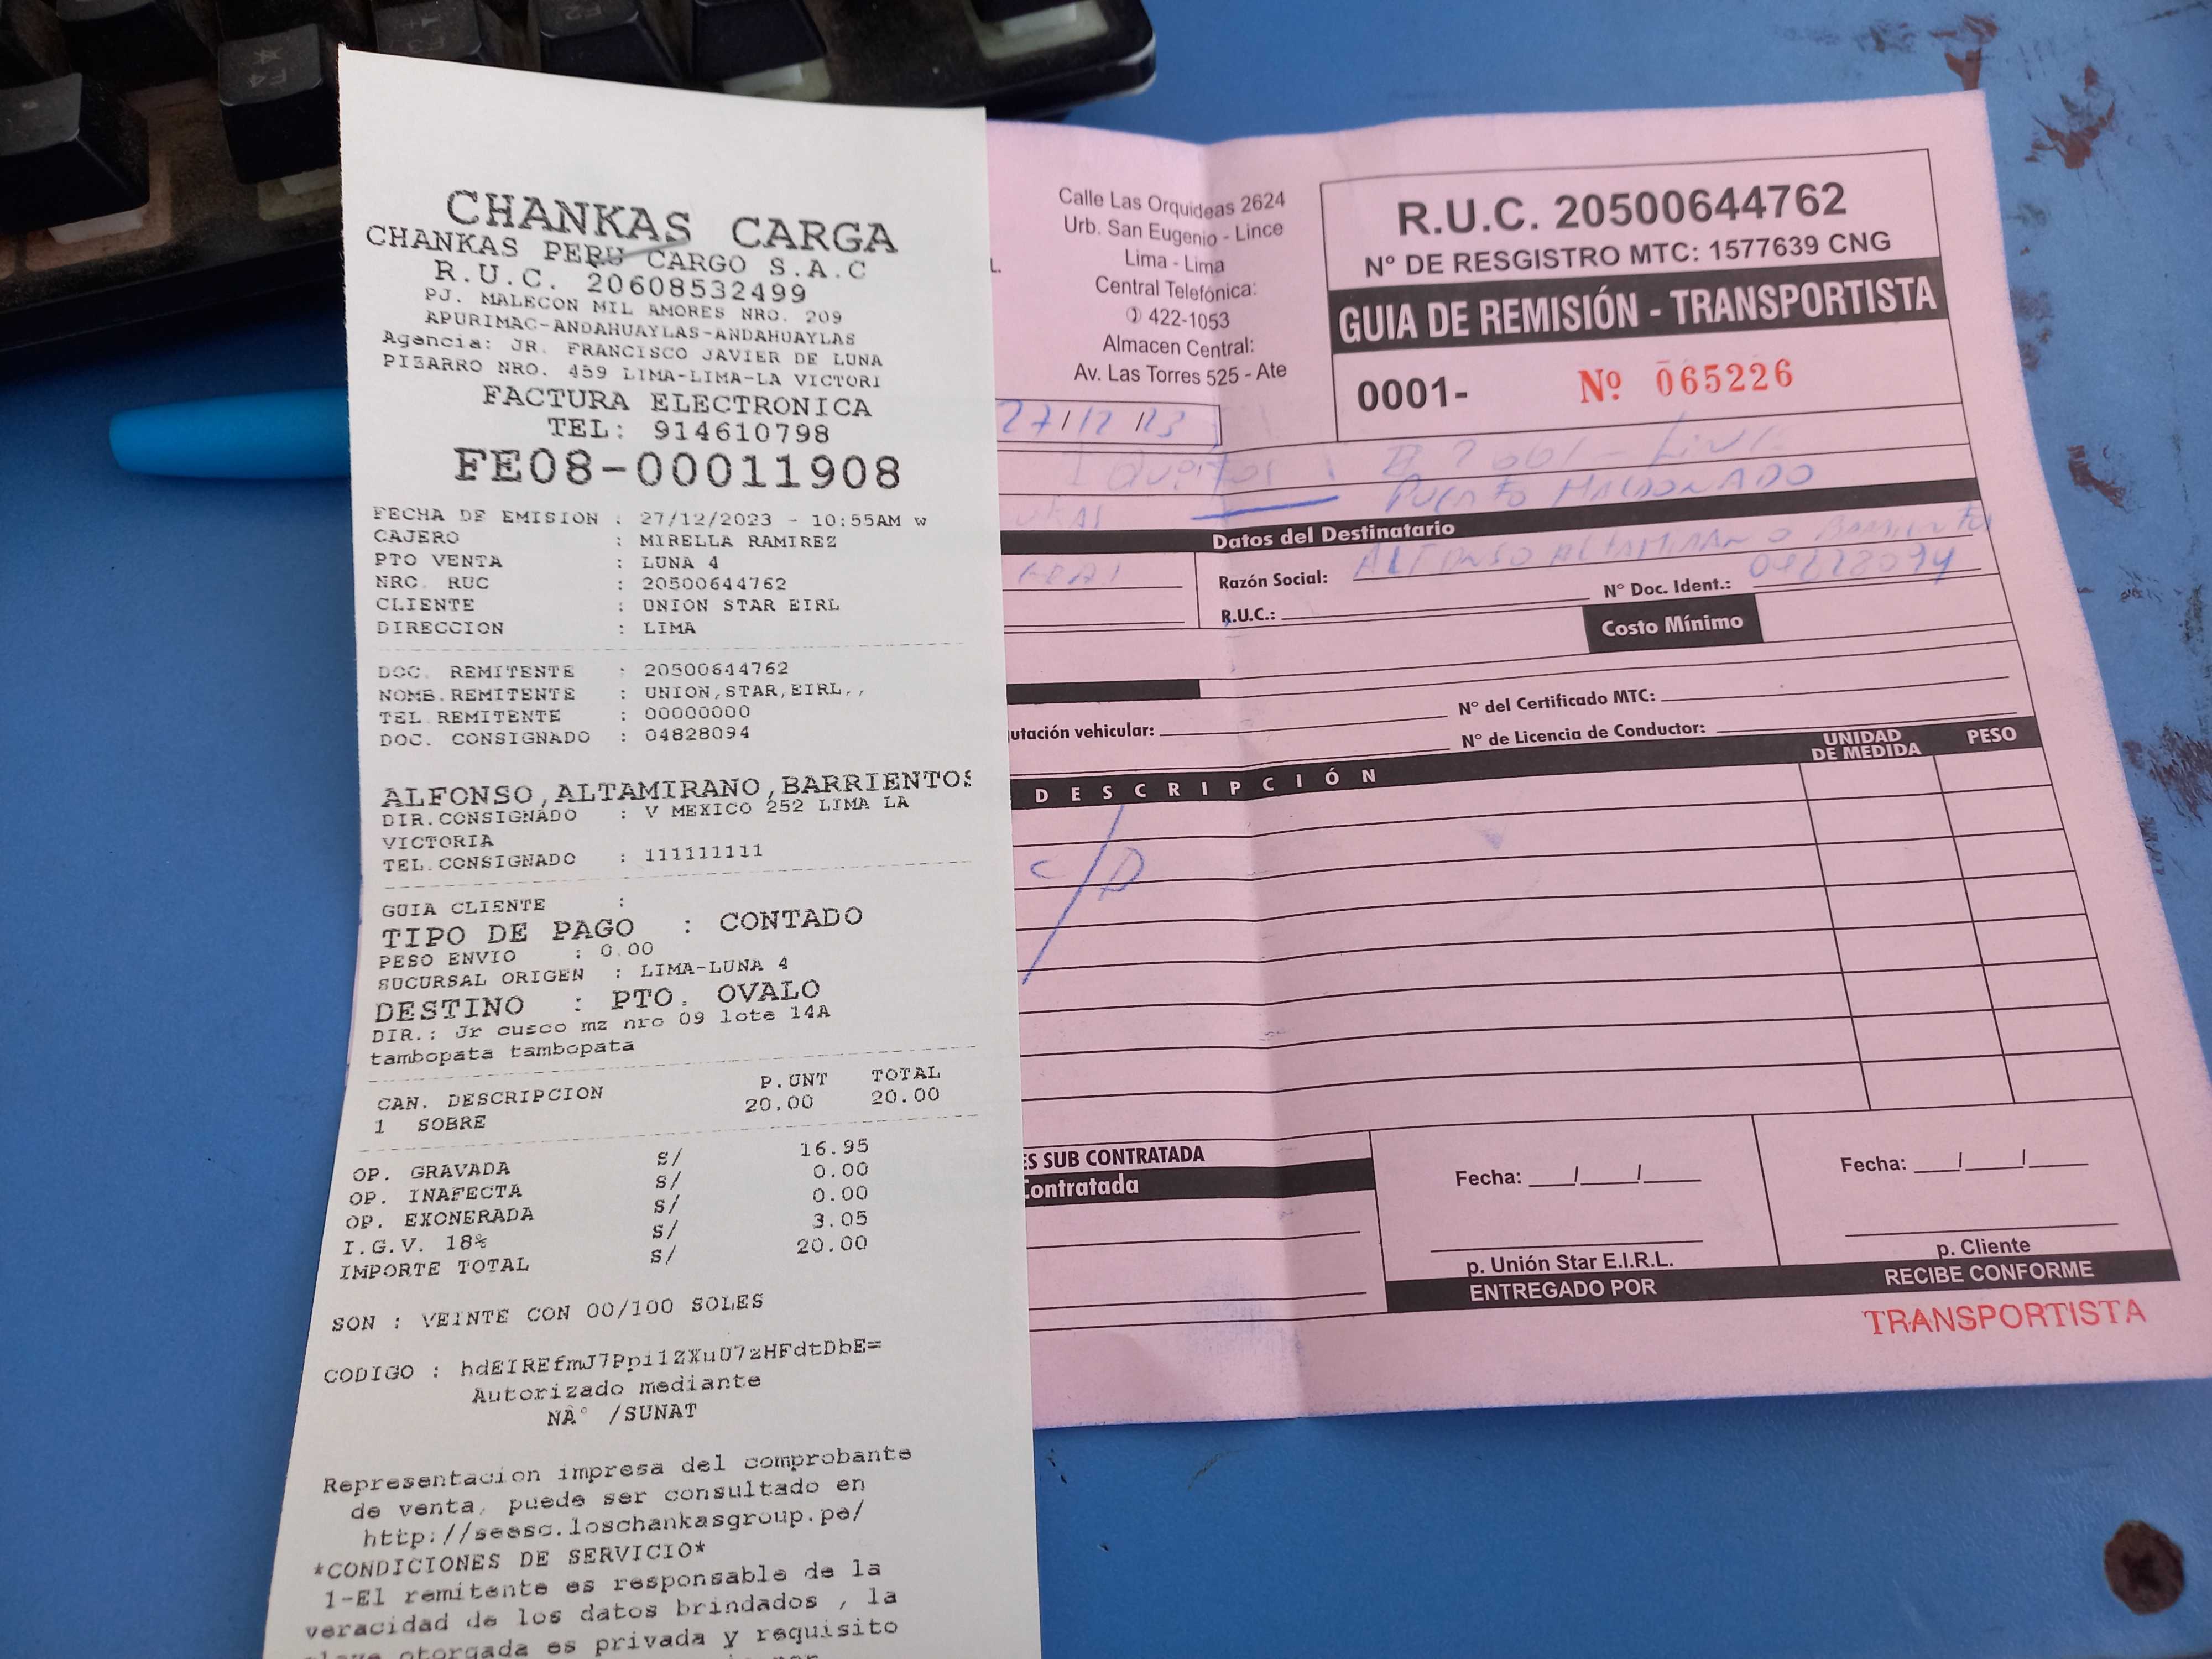 CHANKAS CARGA
CHANKAS PERU CARGO S.A.C
R.U.C. 20608532499
PJ. MALECON MIL AMORES NRO. 209
APURIMAC-ANDAHUAYLAS-ANDAHUAYLAS
Agencia: JR. FRANCISCO JAVIER DE LUNA
PIZARRO NRO. 459 LIMA-LIMA-LA VICTORI
FACTURA ELECTRONICA
TEL: 914610798
FE08-00011908
FECHA DE EMISION : 27/12/2023 - 10:55AM w
CAJERO : MIRELLA RAMIREZ
PTO VENTA : LUNA 4
NRO. RUC : 20500644762
CLIENTE : UNION STAR EIRL
DIRECCION : LIMA
DOC. REMITENTE : 20500644762
NOMB.REMITENTE : UNION,STAR,EIRL,,
TEL.REMITENTE : 00000000
DOC. CONSIGNADO : 04828094
ALFONSO,ALTAMIRANO,BARRIENTOS
DIR.CONSIGNADO : V MEXICO 252 LIMA LA
VICTORIA
TEL.CONSIGNADO : 111111111
GUIA CLIENTE :
TIPO DE PAGO : CONTADO
PESO ENVIO : 0.00
SUCURSAL ORIGEN : LIMA-LUNA 4
DESTINO : PTO. OVALO
DIR.: Jr cusco mz nro 09 lote 14A
tambopata tambopata
CAN. DESCRIPCION P.UNT TOTAL
1 SOBRE 20.00 20.00
OP. GRAVADA S/ 16.95
OP. INAFECTA S/ 0.00
OP. EXONERADA S/ 0.00
I.G.V. 18% S/ 3.05
IMPORTE TOTAL S/ 20.00
SON : VEINTE CON 00/100 SOLES
CODIGO :
Autorizado mediante
NÂ° /SUNAT
Representacion impresa del comprobante
de venta, puede ser consultado en
http://seesc.loschankasgroup.pe/
*CONDICIONES DE SERVICIO*
1-El remitente es responsable de la
veracidad de los datos brindados , la
otorgada es privada y requisito
Calle Las Orquideas 2624
Urb. San Eugenio - Lince
Lima - Lima
Central Telefónica:
422-1053
Almacen Central:
Av. Las Torres 525 - Ate
R.U.C. 20500644762
N° DE RESGISTRO MTC: 1577639 CNG
GUIA DE REMISIÓN - TRANSPORTISTA
0001- Nº 065226
27/12/23
PUERTO MALDONADO
Datos del Destinatario
Razón Social: ALFONSO ALTAMIRANO BARRIENTOS
N° Doc. Ident.: 04828094
R.U.C.:
Costo Mínimo
N° del Certificado MTC:
vehicular:
N° de Licencia de Conductor:
DESCRIPCIÓN UNIDAD DE MEDIDA PESO
C/D
SUB CONTRATADA
Contratada
Fecha: / /
Fecha: / /
p. Unión Star E.I.R.L.
p. Cliente
ENTREGADO POR
RECIBE CONFORME
TRANSPORTISTA